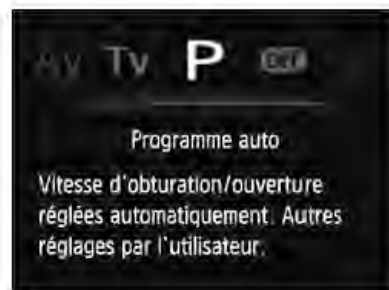 Av Tv P
Programme auto
Vitesse d'obturation/ouverture
réglées automatiquement. Autres
réglages par l'utilisateur.